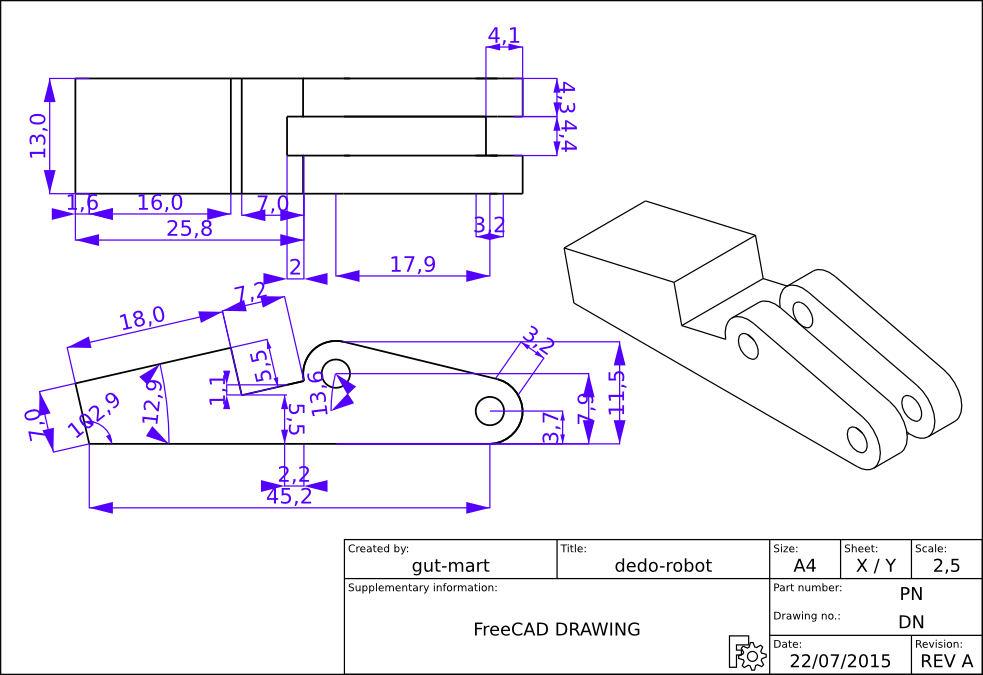 4,1
4,3
4,4
13,0
1,6
16,0
7,0
3,2
25,8
2
17,9
7,2
18,0
3,2
5,5
1,1
13,6
11,5
12,9
102,9
7,9
7,0
5,5
3,7
2,2
45,2
Created by:
gut-mart
Title:
dedo-robot
Size:
A4
Sheet:
X / Y
Scale:
2,5
Supplementary information:
FreeCAD DRAWING
Part number:
PN
Drawing no.:
DN
Date:
22/07/2015
Revision:
REV A